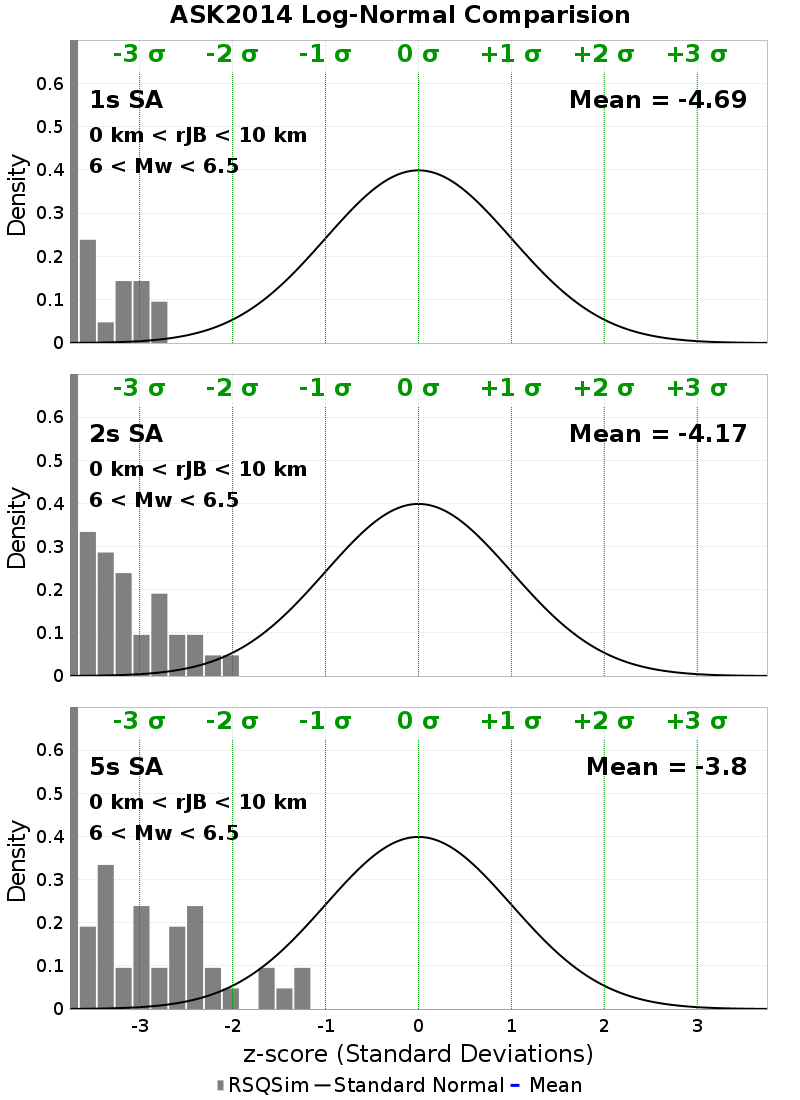 ASK2014 Log-Normal Comparision
-3 σ -2 σ -1 σ 0 σ +1 σ +2 σ +3 σ
1s SA
Mean = -4.69
0 km < rJB < 10 km
6 < Mw < 6.5
0.6
0.5
0.4
0.3
0.2
0.1
0
Density
-3 σ -2 σ -1 σ 0 σ +1 σ +2 σ +3 σ
2s SA
Mean = -4.17
0 km < rJB < 10 km
6 < Mw < 6.5
0.6
0.5
0.4
0.3
0.2
0.1
0
Density
-3 σ -2 σ -1 σ 0 σ +1 σ +2 σ +3 σ
5s SA
Mean = -3.8
0 km < rJB < 10 km
6 < Mw < 6.5
0.6
0.5
0.4
0.3
0.2
0.1
0
Density
-3 -2 -1 0 1 2 3
z-score (Standard Deviations)
RSQSim Standard Normal Mean